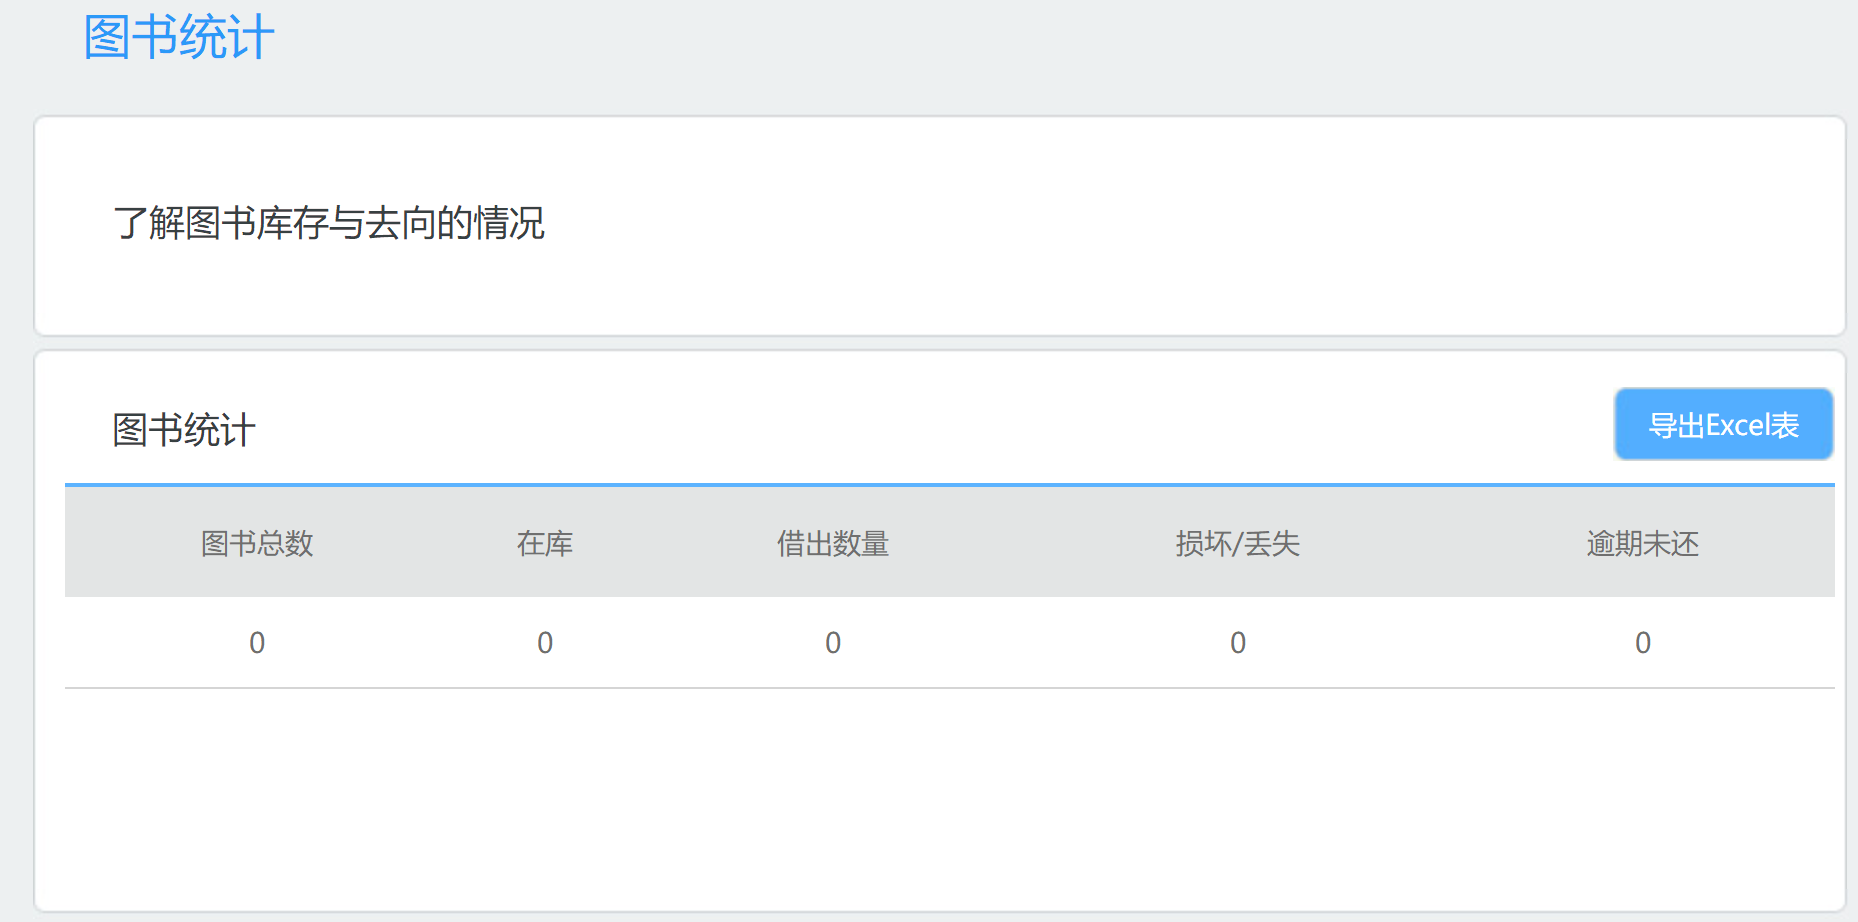 图书统计
了解图书库存与去向的情况
图书统计
导出Excel表
图书总数 在库 借出数量 损坏/丢失 逾期未还
0 0 0 0 0